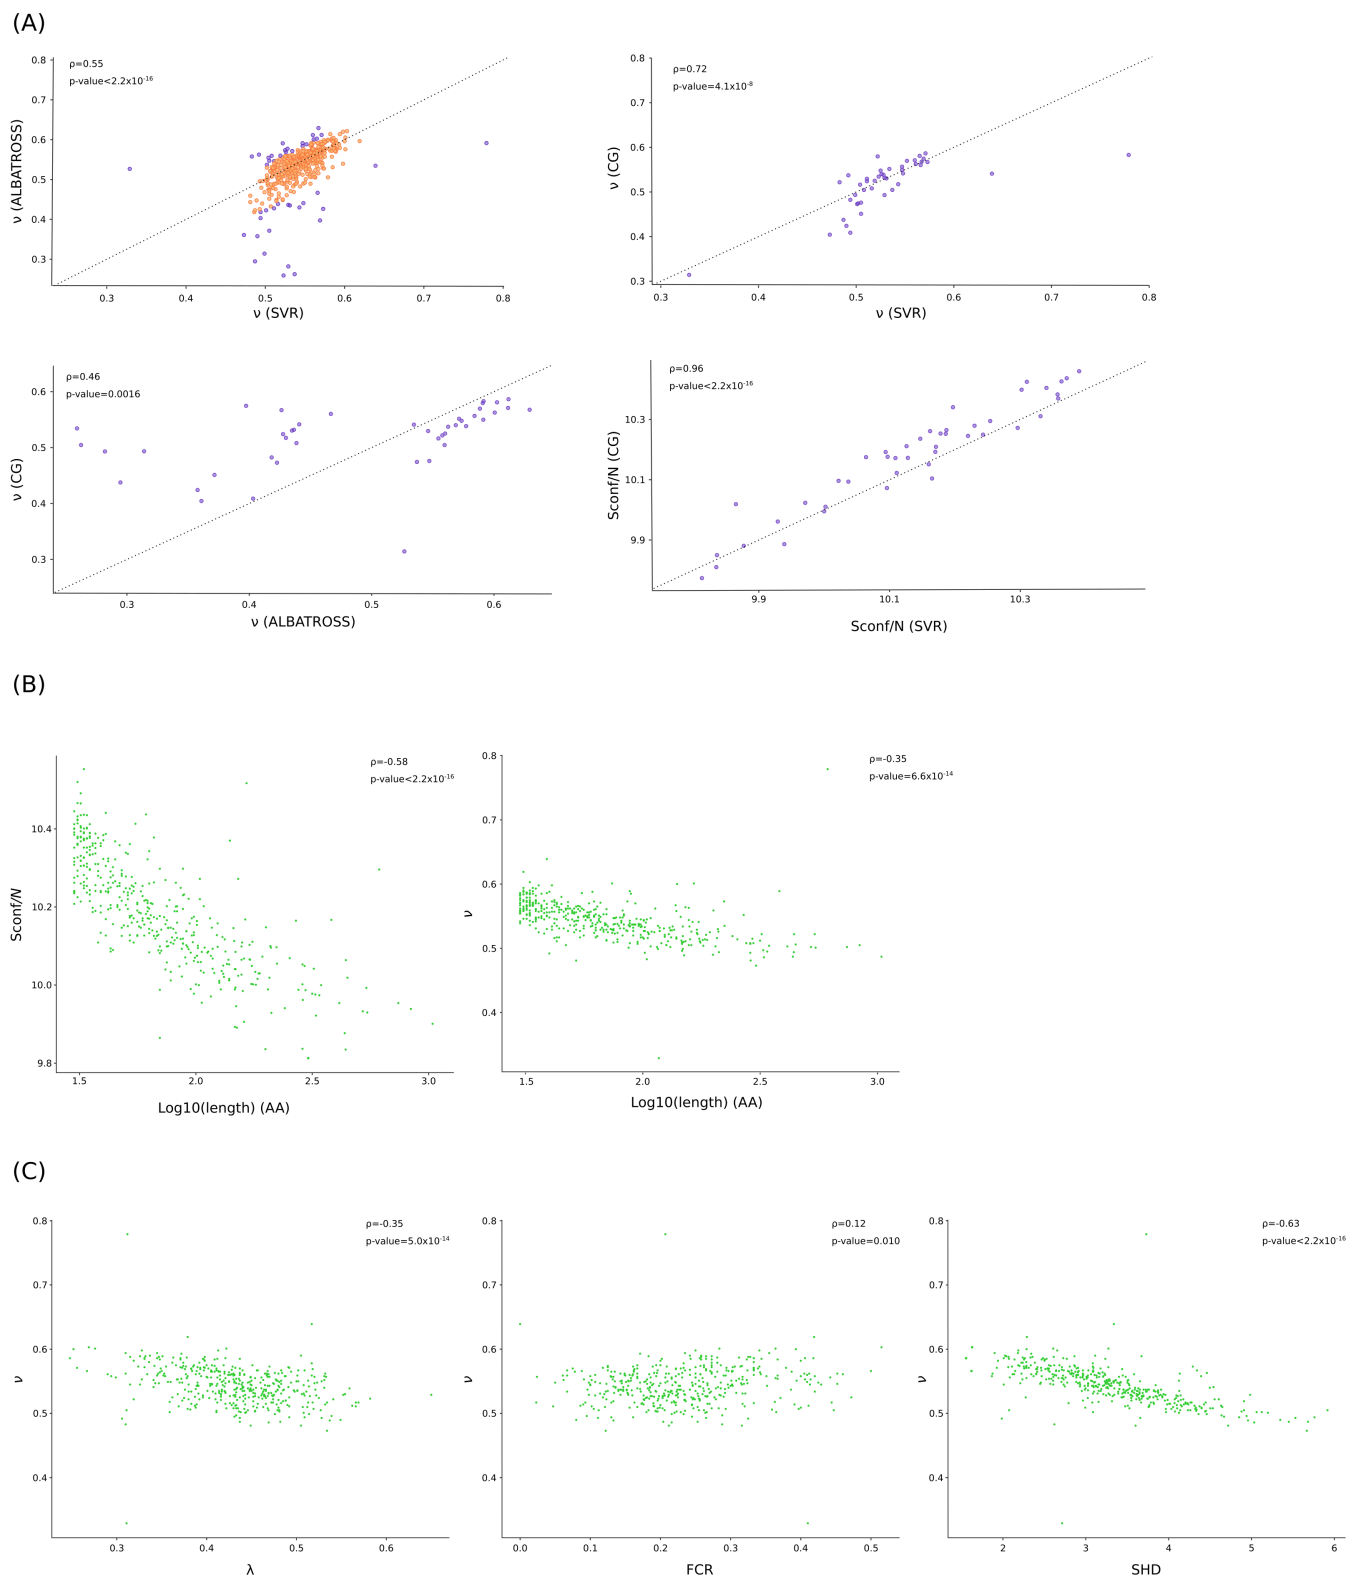 (A)
ρ=0.55
p-value<2.2x10⁻¹⁶
0.8
0.7
0.6
0.5
0.4
0.3
ν (ALBATROSS)
0.3 0.4 0.5 0.6 0.7 0.8
ν (SVR)
ρ=0.72
p-value=4.1x10⁻⁸
0.8
0.7
0.6
0.5
0.4
0.3
ν (CG)
0.3 0.4 0.5 0.6 0.7 0.8
ν (SVR)
ρ=0.46
p-value=0.0016
0.6
0.5
0.4
0.3
ν (CG)
0.3 0.4 0.5 0.6
ν (ALBATROSS)
ρ=0.96
p-value<2.2x10⁻¹⁶
10.3
10.1
9.9
Sconf/N (CG)
9.9 10.1 10.3
Sconf/N (SVR)
(B)
ρ=-0.58
p-value<2.2x10⁻¹⁶
10.4
10.2
10.0
9.8
Sconf/N
1.5 2.0 2.5 3.0
Log10(length) (AA)
ρ=-0.35
p-value=6.6x10⁻¹⁴
0.8
0.7
0.6
0.5
0.4
ν
1.5 2.0 2.5 3.0
Log10(length) (AA)
(C)
ρ=-0.35
p-value=5.0x10⁻¹⁴
0.8
0.7
0.6
0.5
0.4
ν
0.3 0.4 0.5 0.6
λ
ρ=0.12
p-value=0.010
0.8
0.7
0.6
0.5
0.4
ν
0.0 0.1 0.2 0.3 0.4 0.5
FCR
ρ=-0.63
p-value<2.2x10⁻¹⁶
0.8
0.7
0.6
0.5
0.4
ν
2 3 4 5 6
SHD